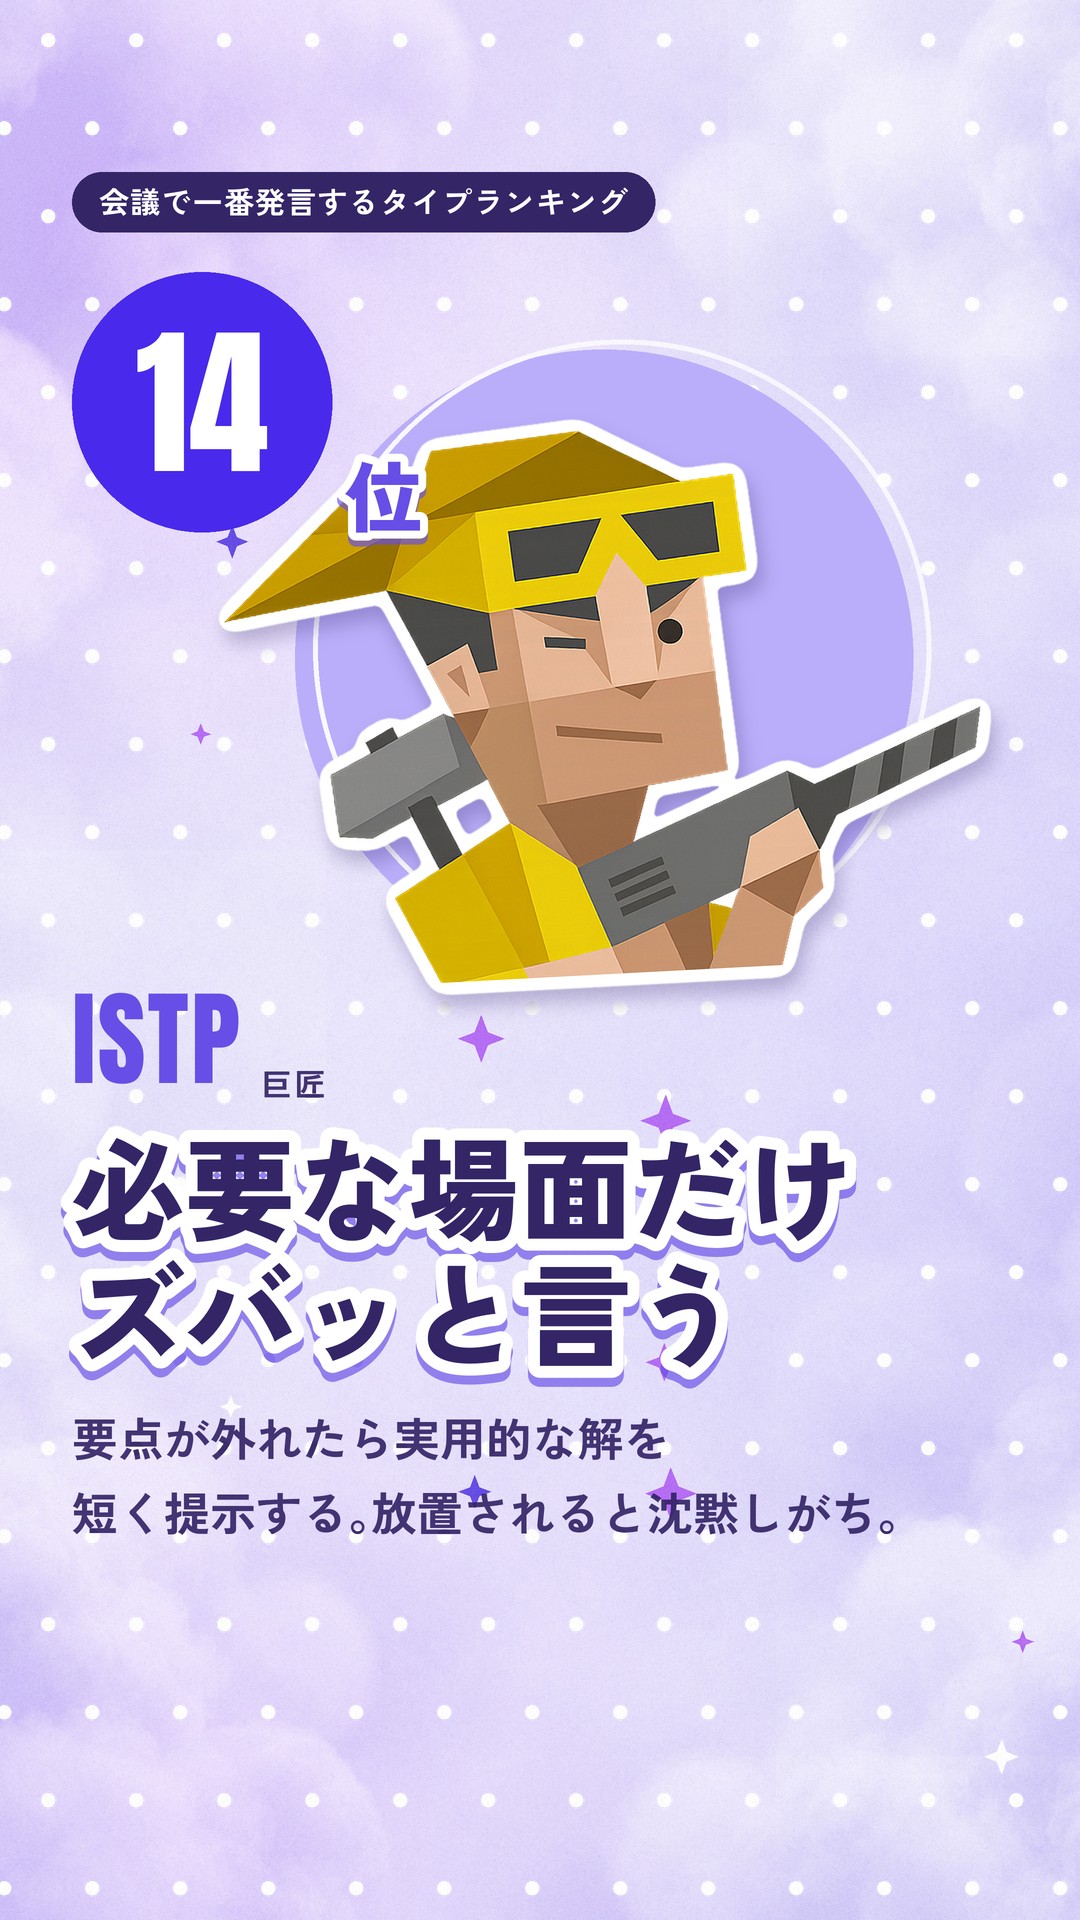 会議で一番発言するタイプランキング
14
位
ISTP
巨匠
必要な場面だけ
ズバッと言う
要点が外れたら実用的な解を
短く提示する。放置されると沈黙しがち。